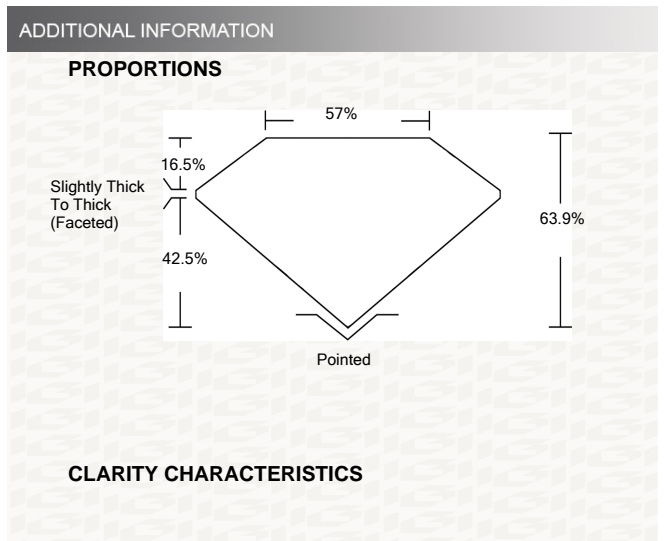 ADDITIONAL INFORMATION
PROPORTIONS
57%
16.5%
Slightly Thick
To Thick
(Faceted)
63.9%
42.5%
Pointed
CLARITY CHARACTERISTICS